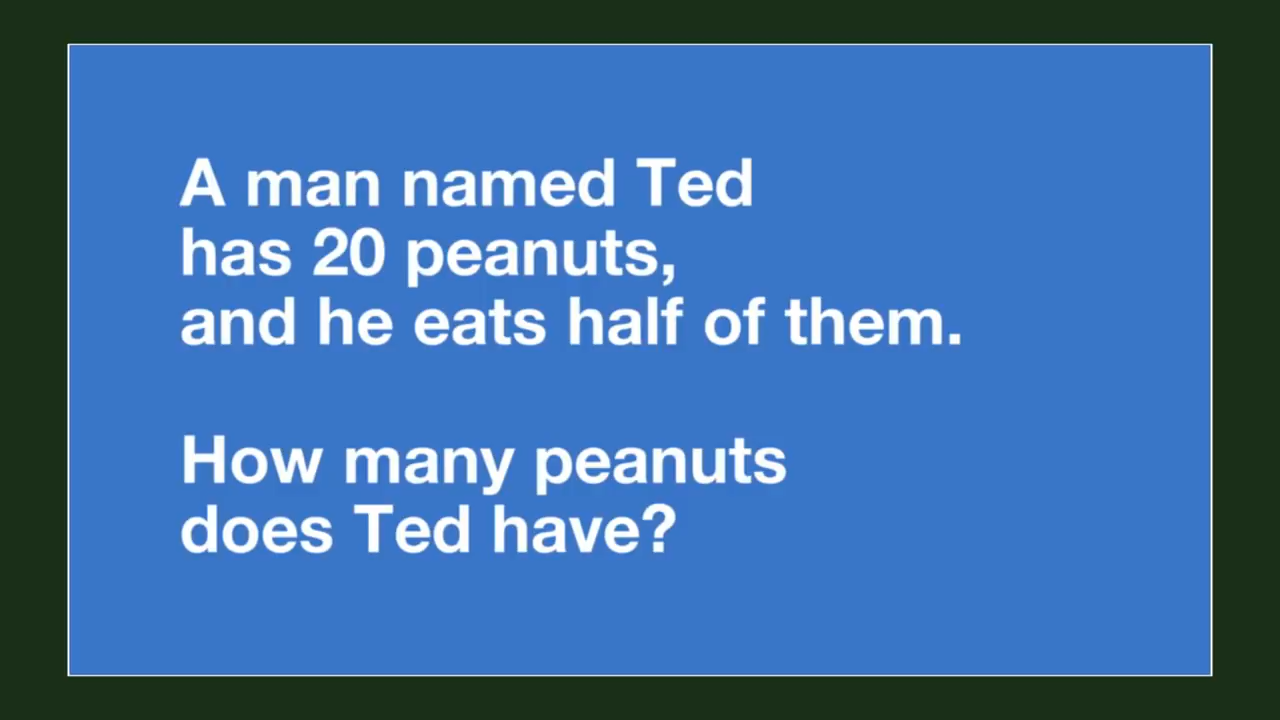 A man named Ted
has 20 peanuts,
and he eats half of them.
How many peanuts
does Ted have?